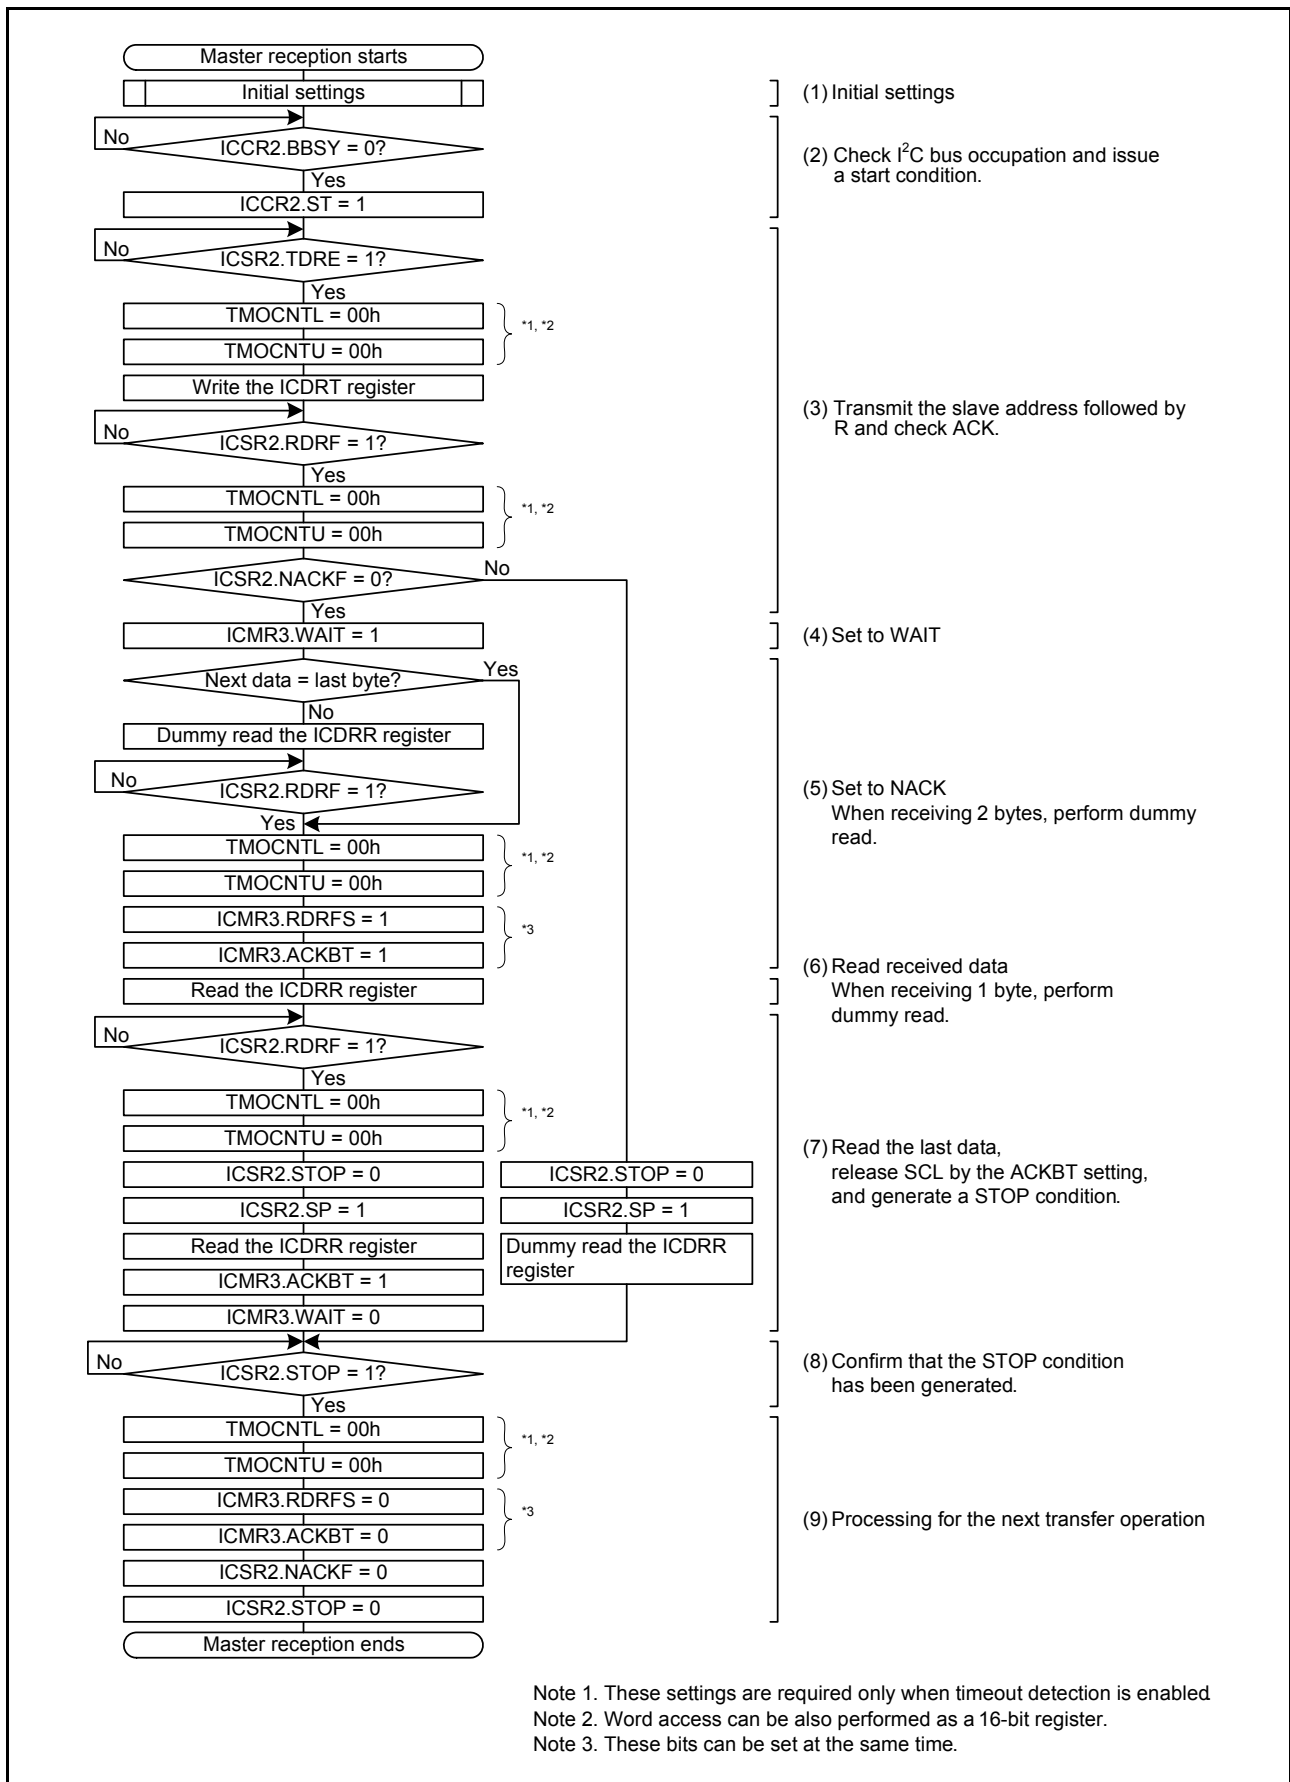 Master reception starts
Initial settings
(1) Initial settings
No
ICCR2.BBSY = 0?
Yes
ICCR2.ST = 1
(2) Check I²C bus occupation and issue
a start condition.
No
ICSR2.TDRE = 1?
Yes
TMOCNTL = 00h
*1, *2
TMOCNTU = 00h
Write the ICDRT register
No
ICSR2.RDRF = 1?
Yes
TMOCNTL = 00h
*1, *2
TMOCNTU = 00h
ICSR2.NACKF = 0?
No
Yes
(3) Transmit the slave address followed by
R and check ACK.
ICMR3.WAIT = 1
(4) Set to WAIT
Next data = last byte?
Yes
No
Dummy read the ICDRR register
No
ICSR2.RDRF = 1?
Yes
TMOCNTL = 00h
*1, *2
TMOCNTU = 00h
ICMR3.RDRFS = 1
*3
ICMR3.ACKBT = 1
(5) Set to NACK
When receiving 2 bytes, perform dummy
read.
Read the ICDRR register
(6) Read received data
When receiving 1 byte, perform
dummy read.
No
ICSR2.RDRF = 1?
Yes
TMOCNTL = 00h
*1, *2
TMOCNTU = 00h
ICSR2.STOP = 0
ICSR2.SP = 1
Read the ICDRR register
ICMR3.ACKBT = 1
ICMR3.WAIT = 0
ICSR2.STOP = 0
ICSR2.SP = 1
Dummy read the ICDRR
register
(7) Read the last data,
release SCL by the ACKBT setting,
and generate a STOP condition.
No
ICSR2.STOP = 1?
Yes
(8) Confirm that the STOP condition
has been generated.
TMOCNTL = 00h
*1, *2
TMOCNTU = 00h
ICMR3.RDRFS = 0
*3
ICMR3.ACKBT = 0
ICSR2.NACKF = 0
ICSR2.STOP = 0
(9) Processing for the next transfer operation
Master reception ends
Note 1. These settings are required only when timeout detection is enabled.
Note 2. Word access can be also performed as a 16-bit register.
Note 3. These bits can be set at the same time.